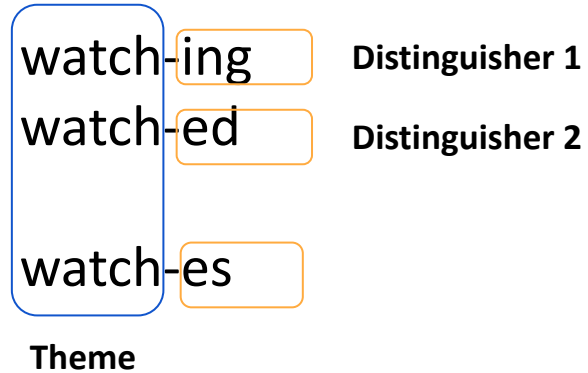 watch-ing Distinguisher 1
watch-ed Distinguisher 2
watch-es
Theme